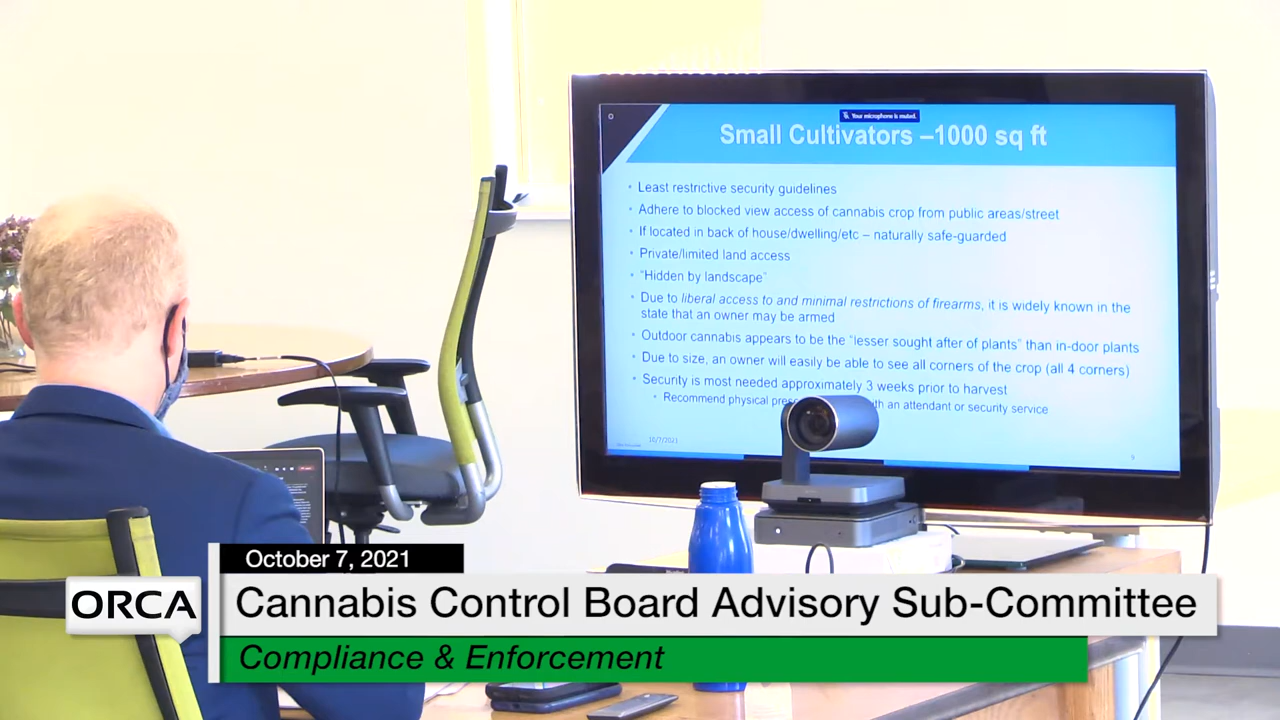 Your microphone is muted.
Small Cultivators –1000 sq ft
Least restrictive security guidelines
Adhere to blocked view access of cannabis crop from public areas/street
If located in back of house/dwelling/etc – naturally safe-guarded
Private/limited land access
"Hidden by landscape"
Due to liberal access to and minimal restrictions of firearms, it is widely known in the
state that an owner may be armed
Outdoor cannabis appears to be the "lesser sought after of plants" than in-door plants
Due to size, an owner will easily be able to see all corners of the crop (all 4 corners)
Security is most needed approximately 3 weeks prior to harvest
Recommend physical an attendant or security service
10/7/2021
October 7, 2021
ORCA
Cannabis Control Board Advisory Sub-Committee
Compliance & Enforcement